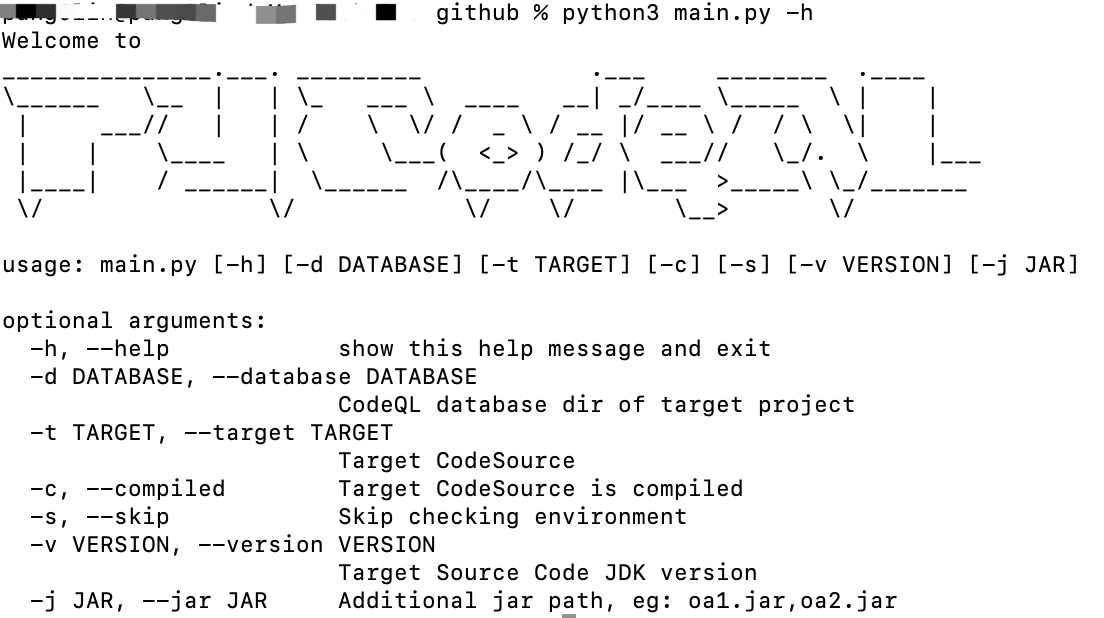 github % python3 main.py -h
Welcome to
PyCodeQL
usage: main.py [-h] [-d DATABASE] [-t TARGET] [-c] [-s] [-v VERSION] [-j JAR]
optional arguments:
-h, --help show this help message and exit
-d DATABASE, --database DATABASE
CodeQL database dir of target project
-t TARGET, --target TARGET
Target CodeSource
-c, --compiled Target CodeSource is compiled
-s, --skip Skip checking environment
-v VERSION, --version VERSION
Target Source Code JDK version
-j JAR, --jar JAR Additional jar path, eg: oa1.jar,oa2.jar